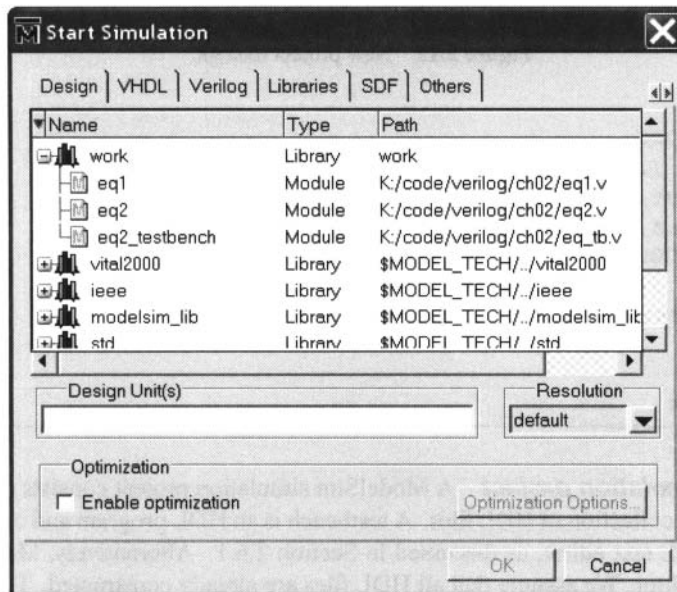 Start Simulation
Design VHDL Verilog Libraries SDF Others
Name Type Path
work Library work
eq1 Module K:/code/verilog/ch02/eq1.v
eq2 Module K:/code/verilog/ch02/eq2.v
eq2_testbench Module K:/code/verilog/ch02/eq_tb.v
vital2000 Library $MODEL_TECH/../vital2000
ieee Library $MODEL_TECH/../ieee
modelsim_lib Library $MODEL_TECH/../modelsim_lib
std Library $MODEL_TECH/../std
Design Unit(s) Resolution
default
Optimization
Enable optimization Optimization Options...
OK Cancel